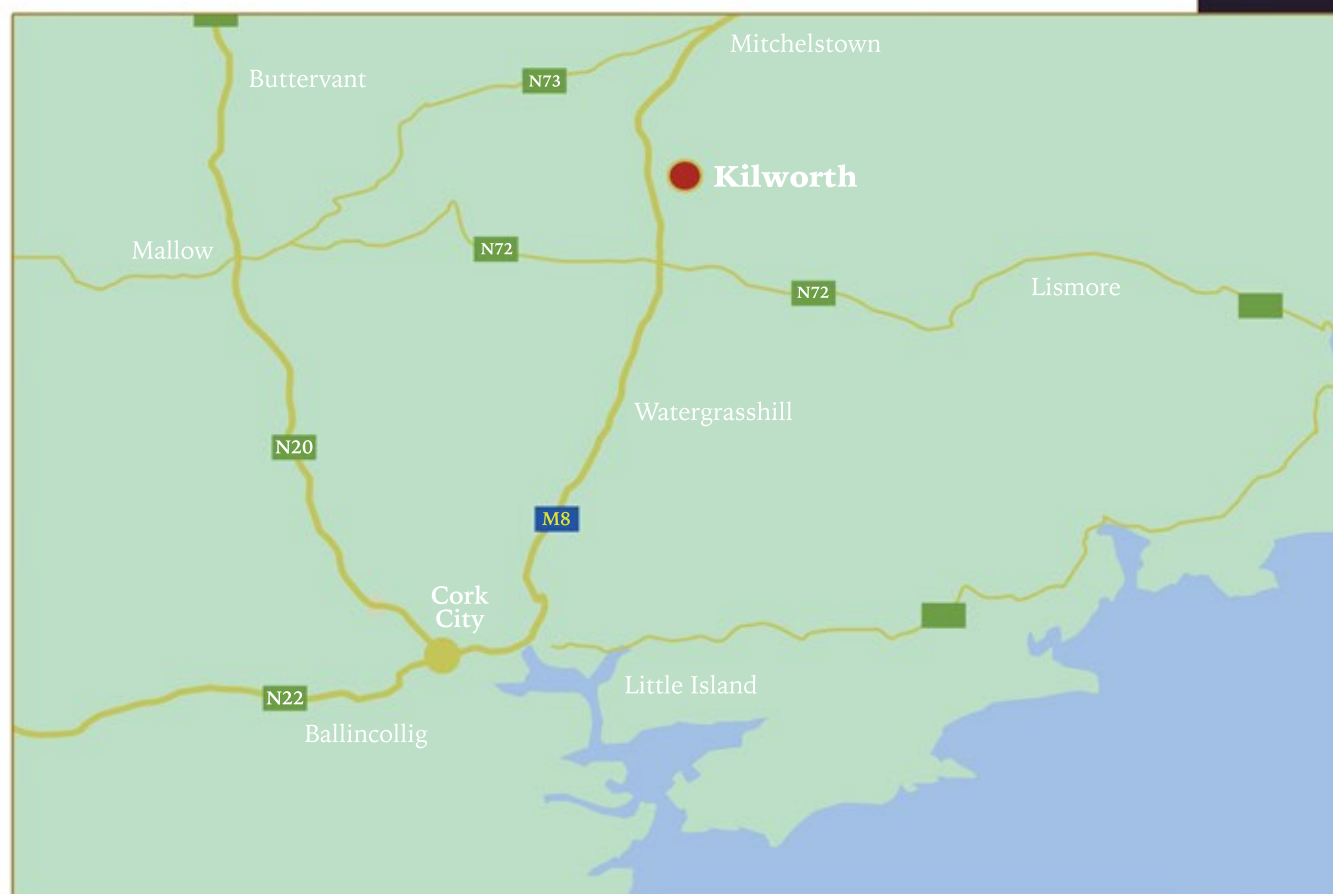 Mitchelstown
Buttervant
N73
Kilworth
Mallow
N72
N72
Lismore
Watergrasshill
N20
M8
Cork
City
Little Island
N22
Ballincollig